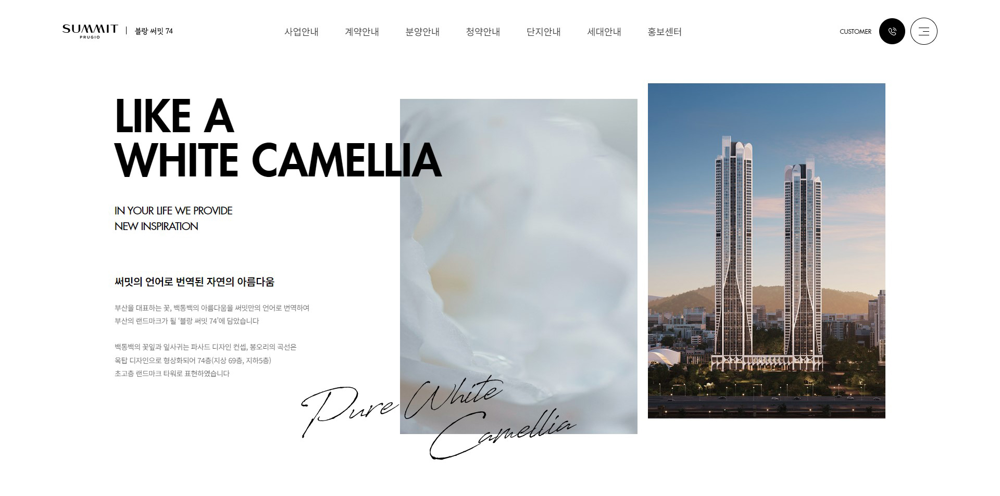 SUMMIT
PRUGIO
블랑 써밋 74
사업안내 계약안내 분양안내 청약안내 단지안내 세대안내 홍보센터
CUSTOMER
LIKE A
WHITE CAMELLIA
IN YOUR LIFE WE PROVIDE
NEW INSPIRATION
써밋의 언어로 번역된 자연의 아름다움
부산을 대표하는 꽃, 백동백의 아름다움을 써밋만의 언어로 번역하여
부산의 랜드마크가 될 ‘블랑 써밋 74’에 담았습니다
백동백의 꽃잎과 잎사귀는 파사드 디자인 컨셉, 봉오리의 곡선은
옥탑 디자인으로 형상화되어 74층(지상 69층, 지하5층)
초고층 랜드마크 타워로 표현하였습니다
Pure White
Camellia